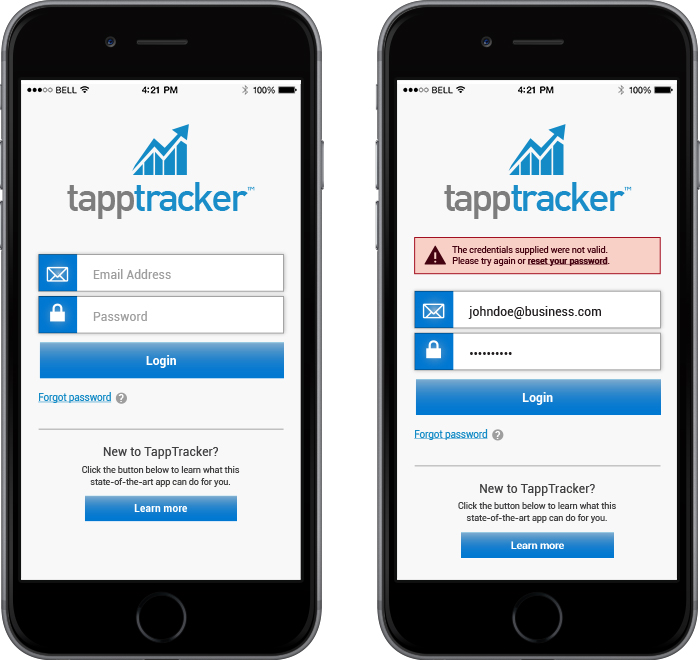 BELL 4:21 PM 100%
tapptracker™
Email Address
Password
Login
Forgot password ?
New to TappTracker?
Click the button below to learn what this
state-of-the-art app can do for you.
Learn more
BELL 4:21 PM 100%
tapptracker™
The credentials supplied were not valid.
Please try again or reset your password.
johndoe@business.com
••••••••••
Login
Forgot password ?
New to TappTracker?
Click the button below to learn what this
state-of-the-art app can do for you.
Learn more